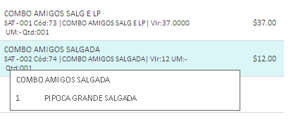 COMBO AMIGOS SALG E LP
SAT - 001 Cód:73 |COMBO AMIGOS SALG E LP| Vlr:37.0000 $37.00
UM:- Qtd:001
COMBO AMIGOS SALGADA
SAT - 002 Cód:74 |COMBO AMIGOS SALGADA| Vlr:12 UM:- $12.00
Qtd:001
COMBO AMIGOS SALGADA
1 PIPOCA GRANDE SALGADA